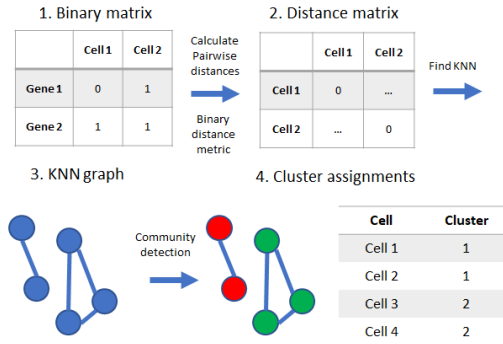 1. Binary matrix
Cell 1 Cell 2
Gene 1 0 1
Gene 2 1 1
Calculate
Pairwise
distances
Binary
distance
metric
2. Distance matrix
Cell 1 Cell 2
Cell 1 0 ...
Cell 2 ... 0
Find KNN
3. KNN graph
Community
detection
4. Cluster assignments
Cell Cluster
Cell 1 1
Cell 2 1
Cell 3 2
Cell 4 2